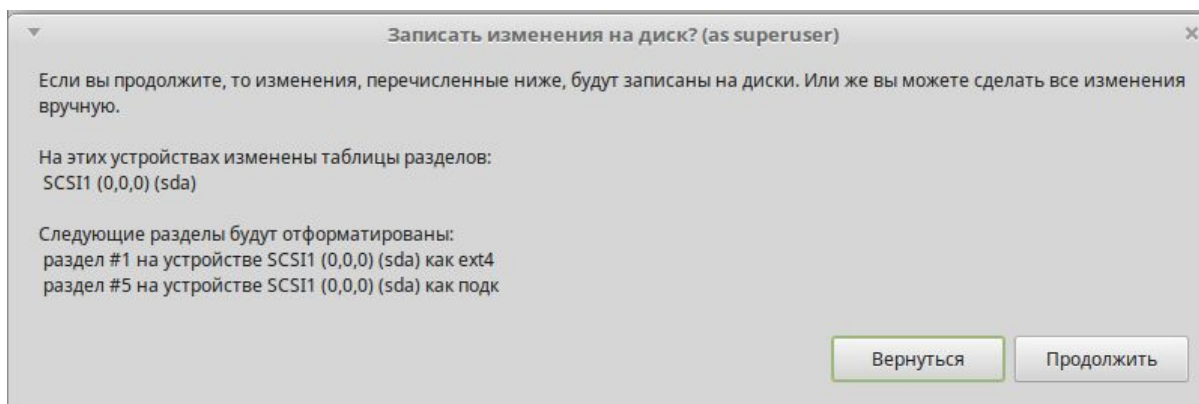 Записать изменения на диск? (as superuser)
Если вы продолжите, то изменения, перечисленные ниже, будут записаны на диски. Или же вы можете сделать все изменения
вручную.
На этих устройствах изменены таблицы разделов:
SCSI1 (0,0,0) (sda)
Следующие разделы будут отформатированы:
раздел #1 на устройстве SCSI1 (0,0,0) (sda) как ext4
раздел #5 на устройстве SCSI1 (0,0,0) (sda) как подк
Вернуться
Продолжить